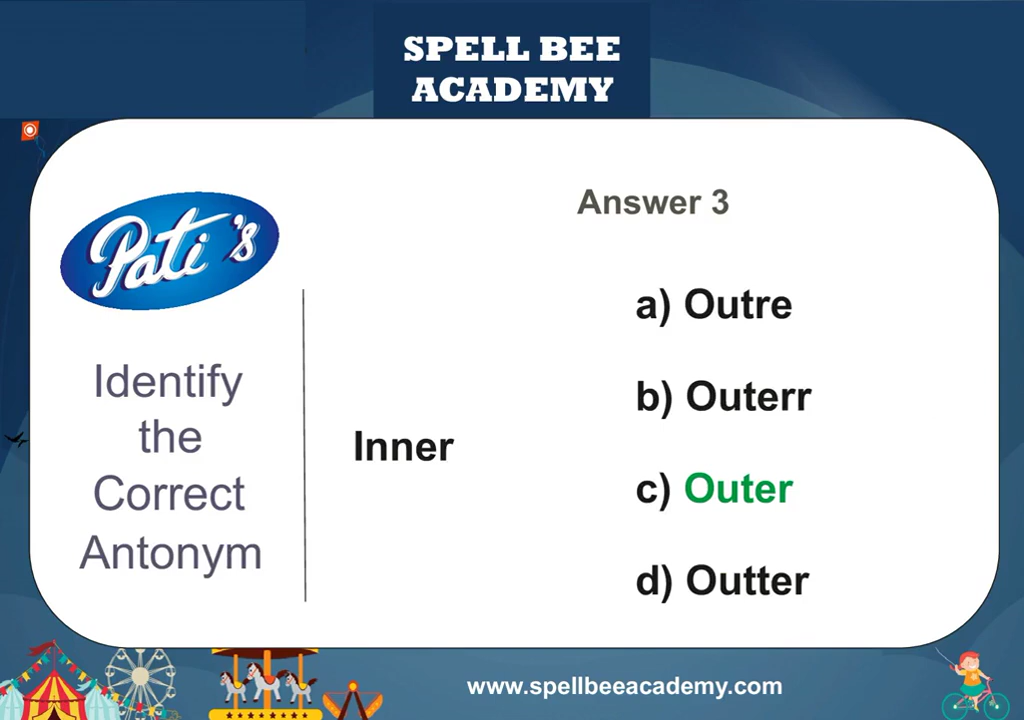 SPELL BEE
ACADEMY
Pati's
Answer 3
Identify
the
Correct
Antonym
Inner
a) Outre
b) Outerr
c) Outer
d) Outter
www.spellbeeacademy.com